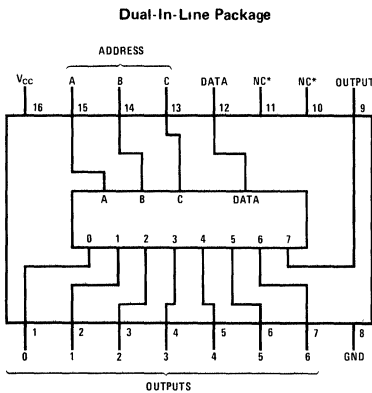 Dual-In-Line Package
ADDRESS
VCC A B C DATA NC* NC* OUTPUT
16 15 14 13 12 11 10 9
A B C DATA
0 1 2 3 4 5 6 7
1 2 3 4 5 6 7 8
0 1 2 3 4 5 6 GND
OUTPUTS